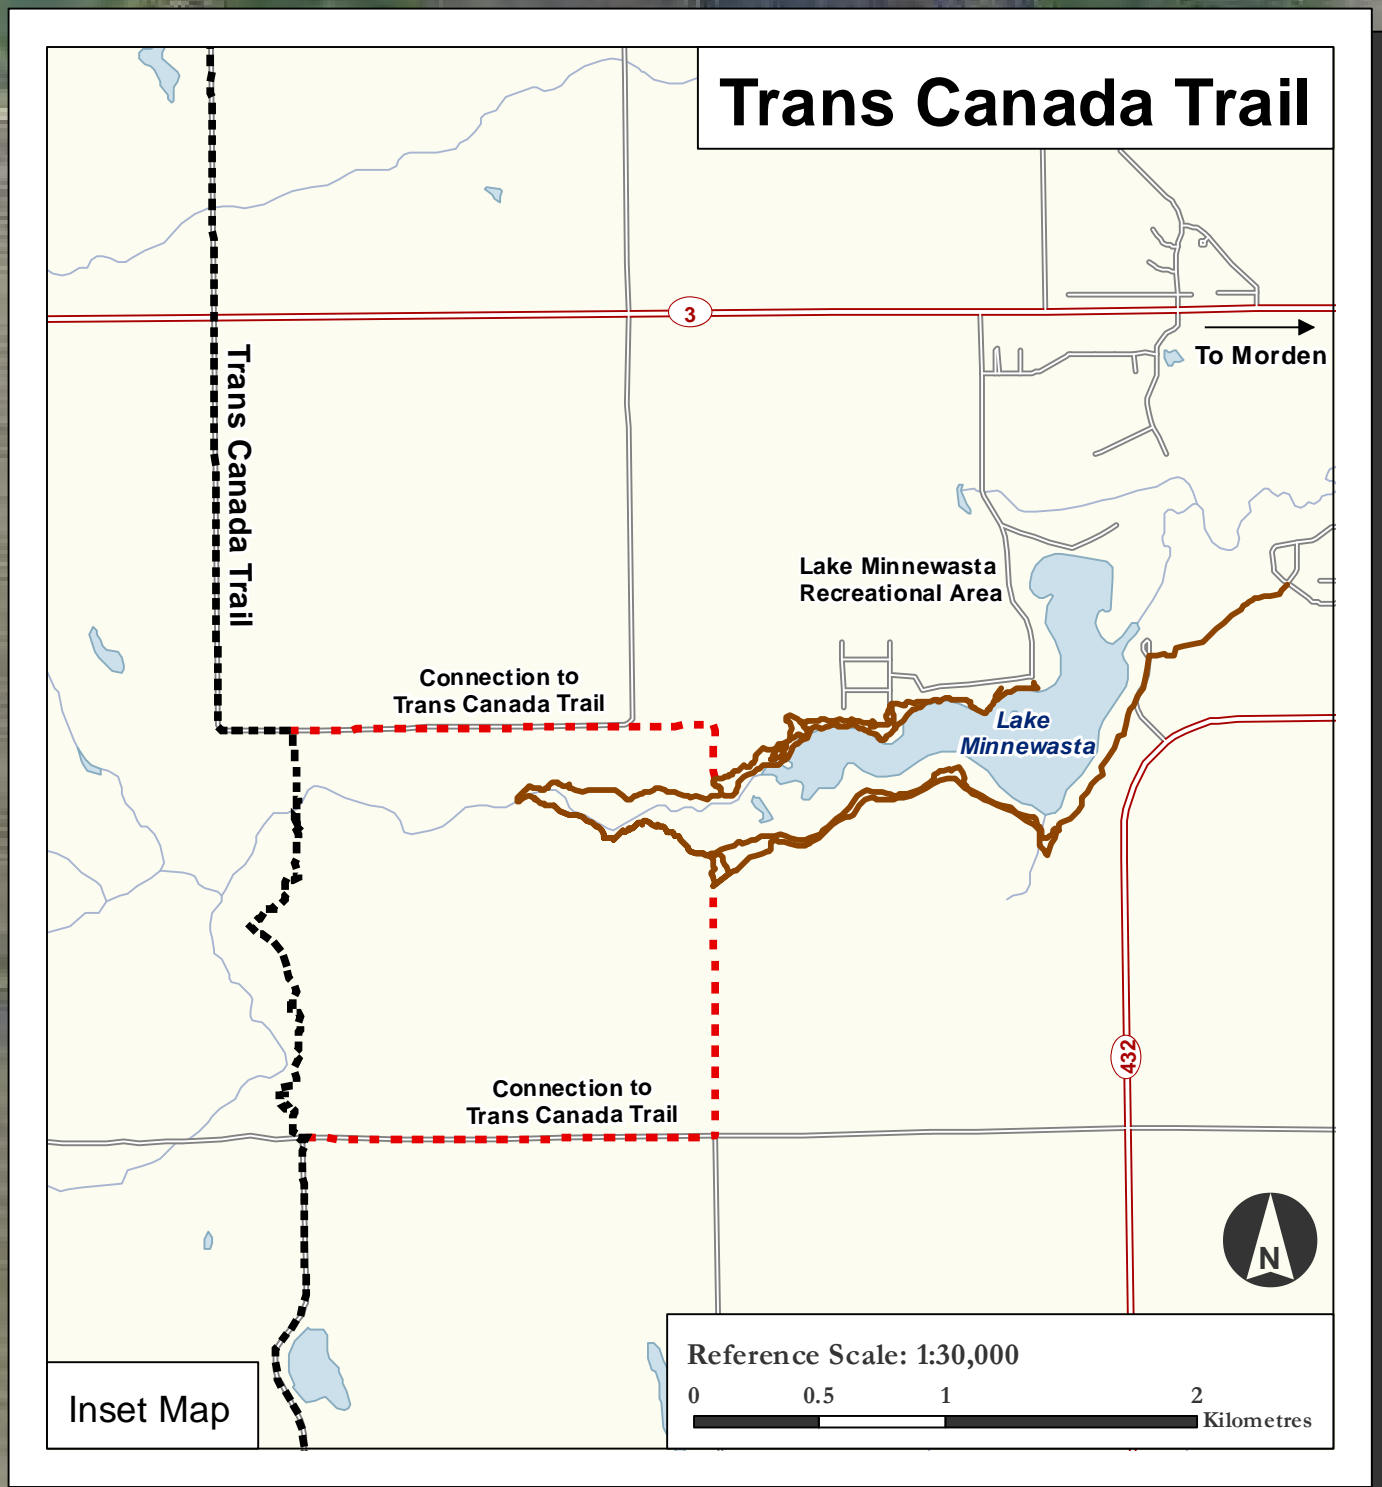 Trans Canada Trail
3
To Morden
Trans Canada Trail
Lake Minnewasta
Recreational Area
Connection to
Trans Canada Trail
Lake
Minnewasta
432
Connection to
Trans Canada Trail
N
Reference Scale: 1:30,000
0 0.5 1 2
Kilometres
Inset Map